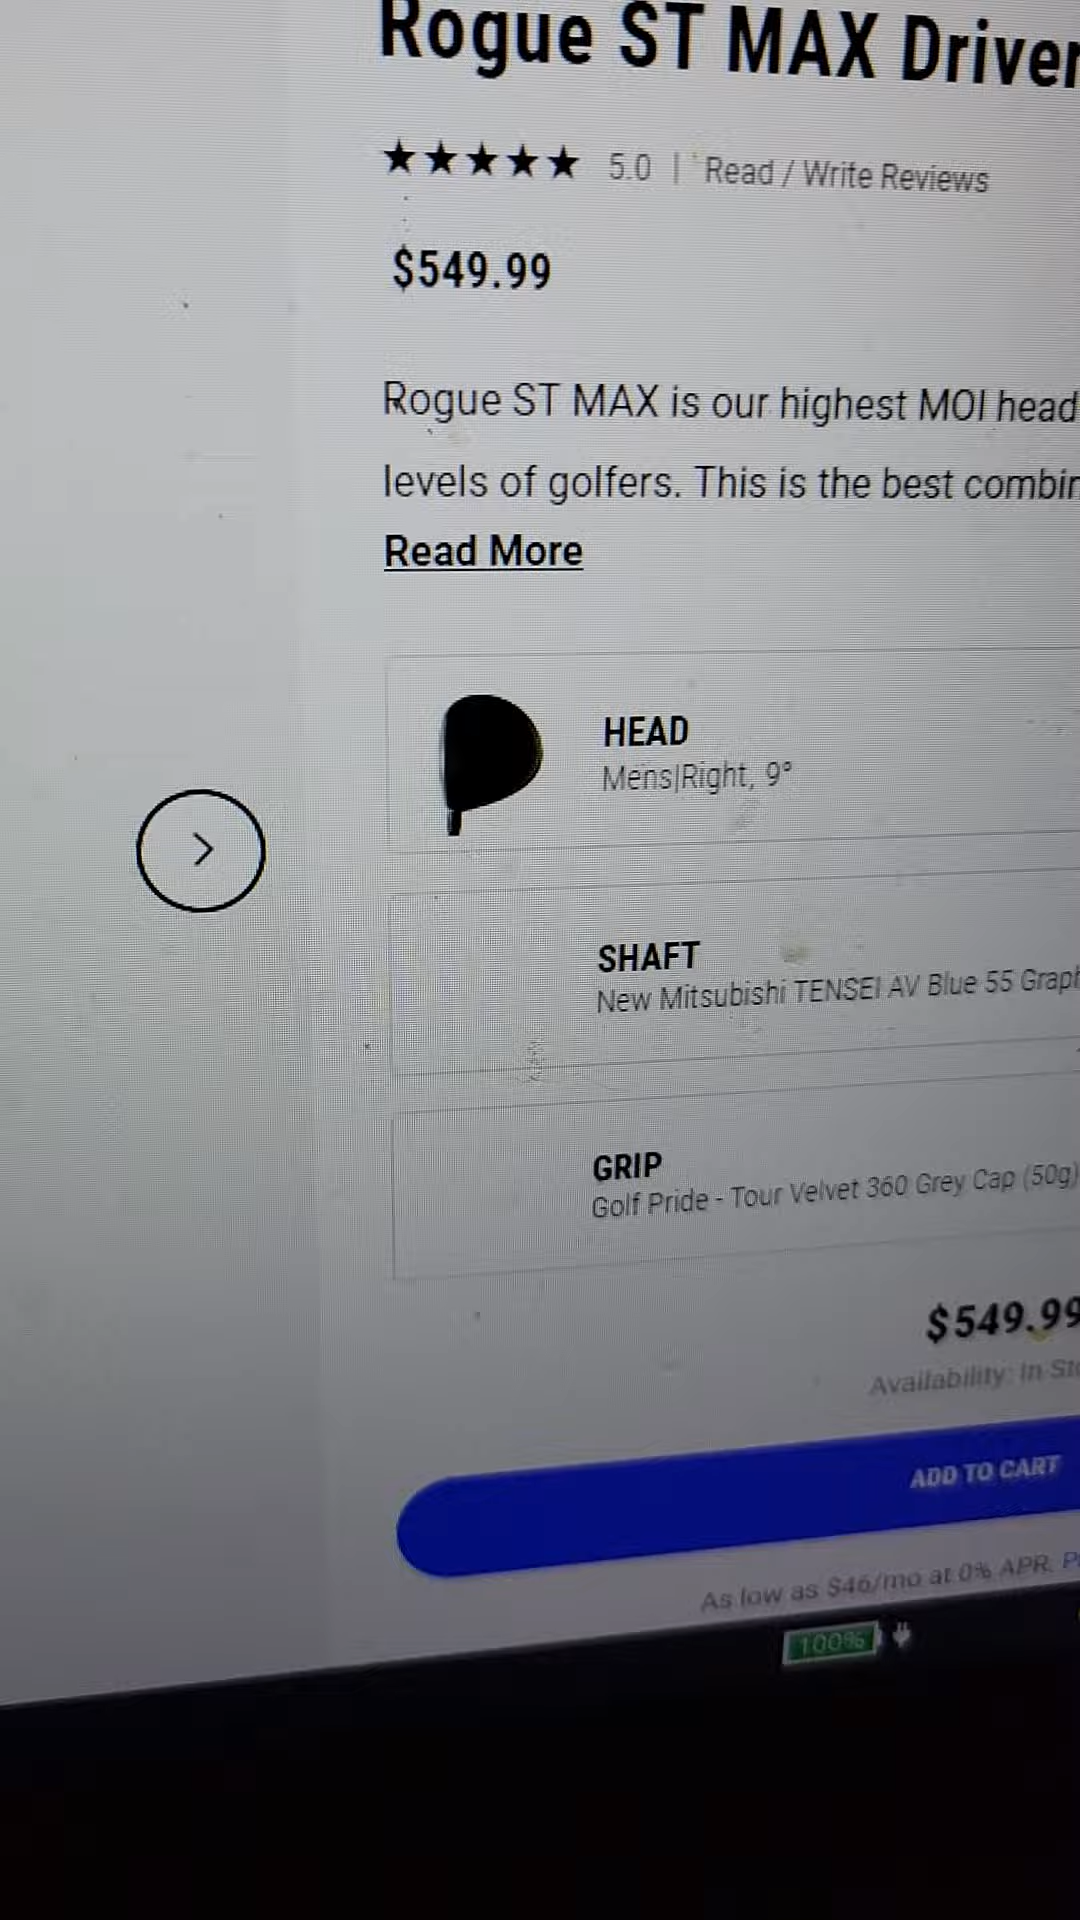 Rogue ST MAX Driver
★★★★★ 5.0 | Read / Write Reviews
$549.99
Rogue ST MAX is our highest MOI head
levels of golfers. This is the best
Read More
HEAD
Mens|Right, 9°
SHAFT
New Mitsubishi TENSEI AV Blue 55
GRIP
Golf Pride - Tour Velvet 360 Grey Cap (50g)
$549.99
Availability: In
ADD TO CART
As low as $46/mo at 0% APR.
100%